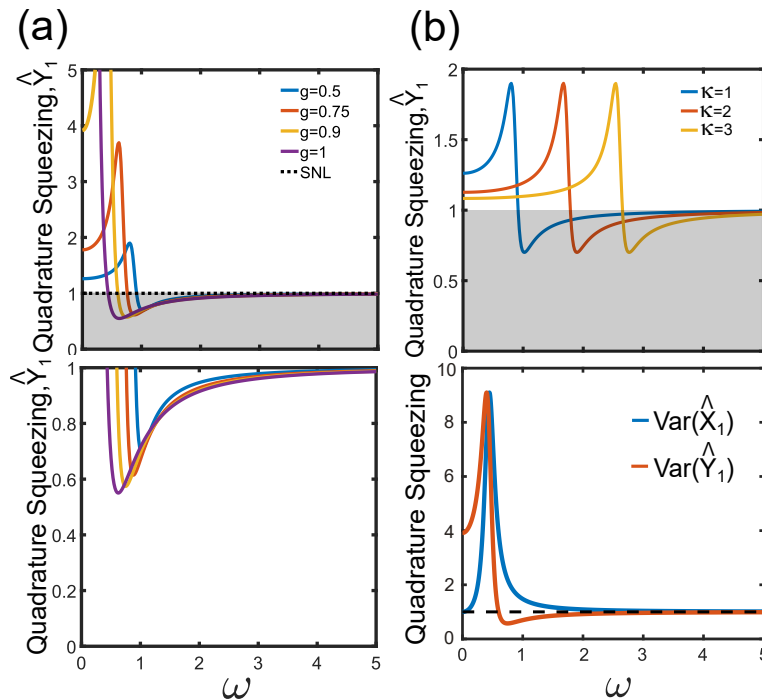 (a)
Quadrature Squeezing, Ŷ₁
5
4
3
2
1
0
g=0.5
g=0.75
g=0.9
g=1
SNL
(b)
Quadrature Squeezing, Ŷ₁
2
1.5
1
0.5
0
κ=1
κ=2
κ=3
Quadrature Squeezing, Ŷ₁
1
0.8
0.6
0.4
0.2
0
0 1 2 3 4 5
ω
Quadrature Squeezing
10
8
6
4
2
0
Var(X̂₁)
Var(Ŷ₁)
0 1 2 3 4 5
ω